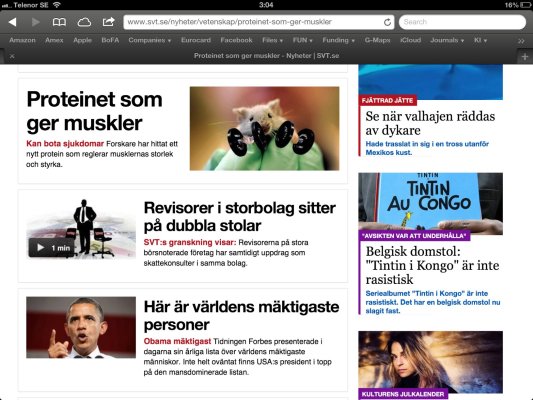 Telenor SE
3:04
16%
www.svt.se/nyheter/vetenskap/proteinet-som-ger-muskler
Search
Amazon Amex Apple BofA Companies Eurocard Facebook Files FUN Funding G-Maps iCloud Journals KI
Proteinet som ger muskler - Nyheter | SVT.se
Proteinet som
ger muskler
Kan bota sjukdomar Forskare har hittat ett
nytt protein som reglerar musklernas storlek
och styrka.
1 min
Revisorer i storbolag sitter
på dubbla stolar
SVT:s granskning visar: Revisorerna på stora
börsnoterade företag har samtidigt uppdrag som
skattekonsulter i samma bolag.
Här är världens mäktigaste
personer
Obama mäktigast Tidningen Forbes presenterade i
dagarna sin årliga lista över världens mäktigaste
människor. Inte helt oväntat finns USA:s president i topp
på den mansdominerade listan.
FJÄTTRAD JÄTTE
Se när valhajen räddas
av dykare
Hade trasslat in sig i en tross utanför
Mexikos kust.
TINTIN
AU CONGO
"AVSIKTEN VAR ATT UNDERHÅLLA"
Belgisk domstol:
"Tintin i Kongo" är inte
rasistisk
Seriealbumet "Tintin i Kongo" är inte
rasistiskt. Det har en belgisk domstol nu
slagit fast.
KULTURENS JULKALENDER